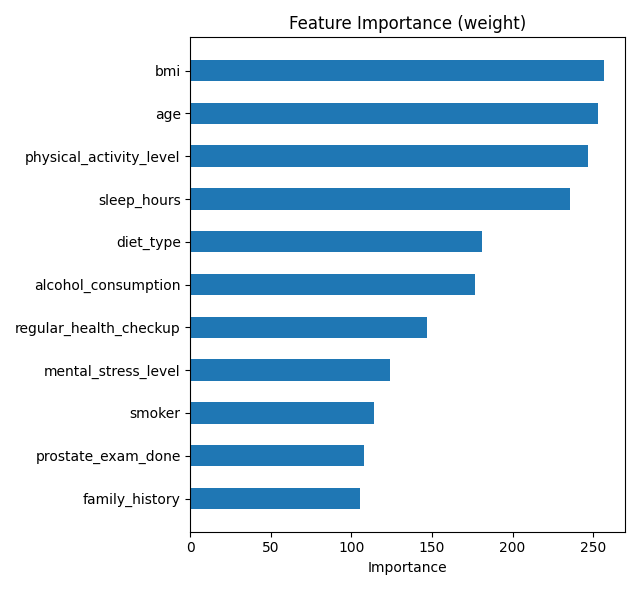 Feature Importance (weight)
bmi
age
physical_activity_level
sleep_hours
diet_type
alcohol_consumption
regular_health_checkup
mental_stress_level
smoker
prostate_exam_done
family_history
0 50 100 150 200 250
Importance